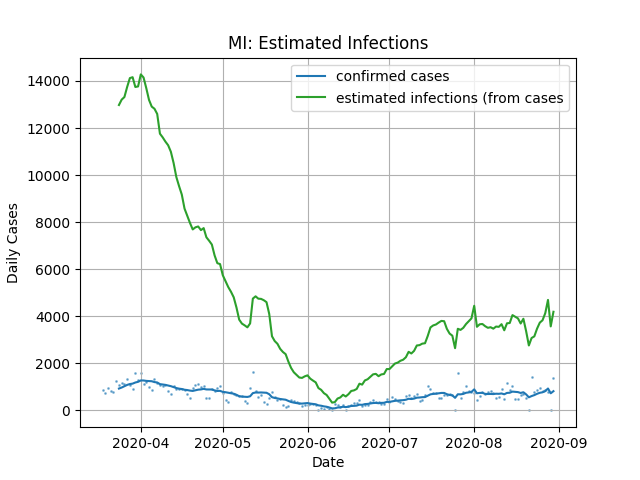 MI: Estimated Infections
confirmed cases
estimated infections (from cases
14000
12000
10000
8000
6000
4000
2000
0
Daily Cases
2020-04 2020-05 2020-06 2020-07 2020-08 2020-09
Date